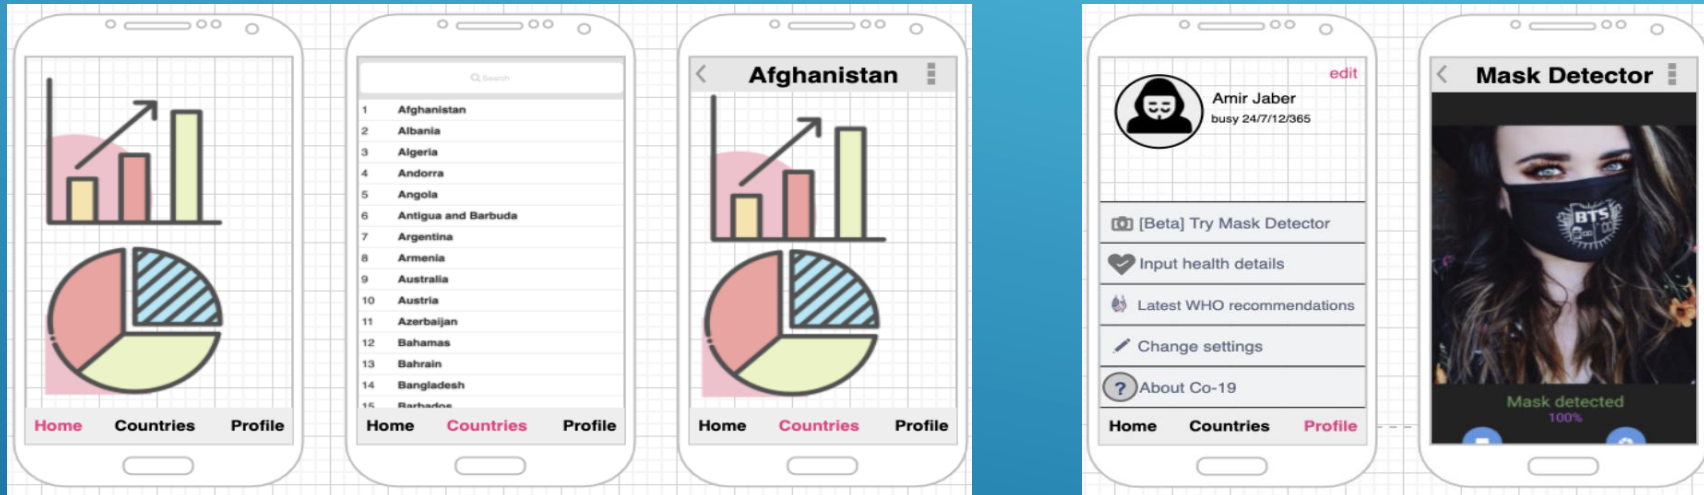 Home Countries Profile
Search
1 Afghanistan
2 Albania
3 Algeria
4 Andorra
5 Angola
6 Antigua and Barbuda
7 Argentina
8 Armenia
9 Australia
10 Austria
11 Azerbaijan
12 Bahamas
13 Bahrain
14 Bangladesh
15 Barbados
Home Countries Profile
Afghanistan
Home Countries Profile
edit
Amir Jaber
busy 24/7/12/365
[Beta] Try Mask Detector
Input health details
Latest WHO recommendations
Change settings
? About Co-19
Home Countries Profile
Mask Detector
BTS
Mask detected
100%